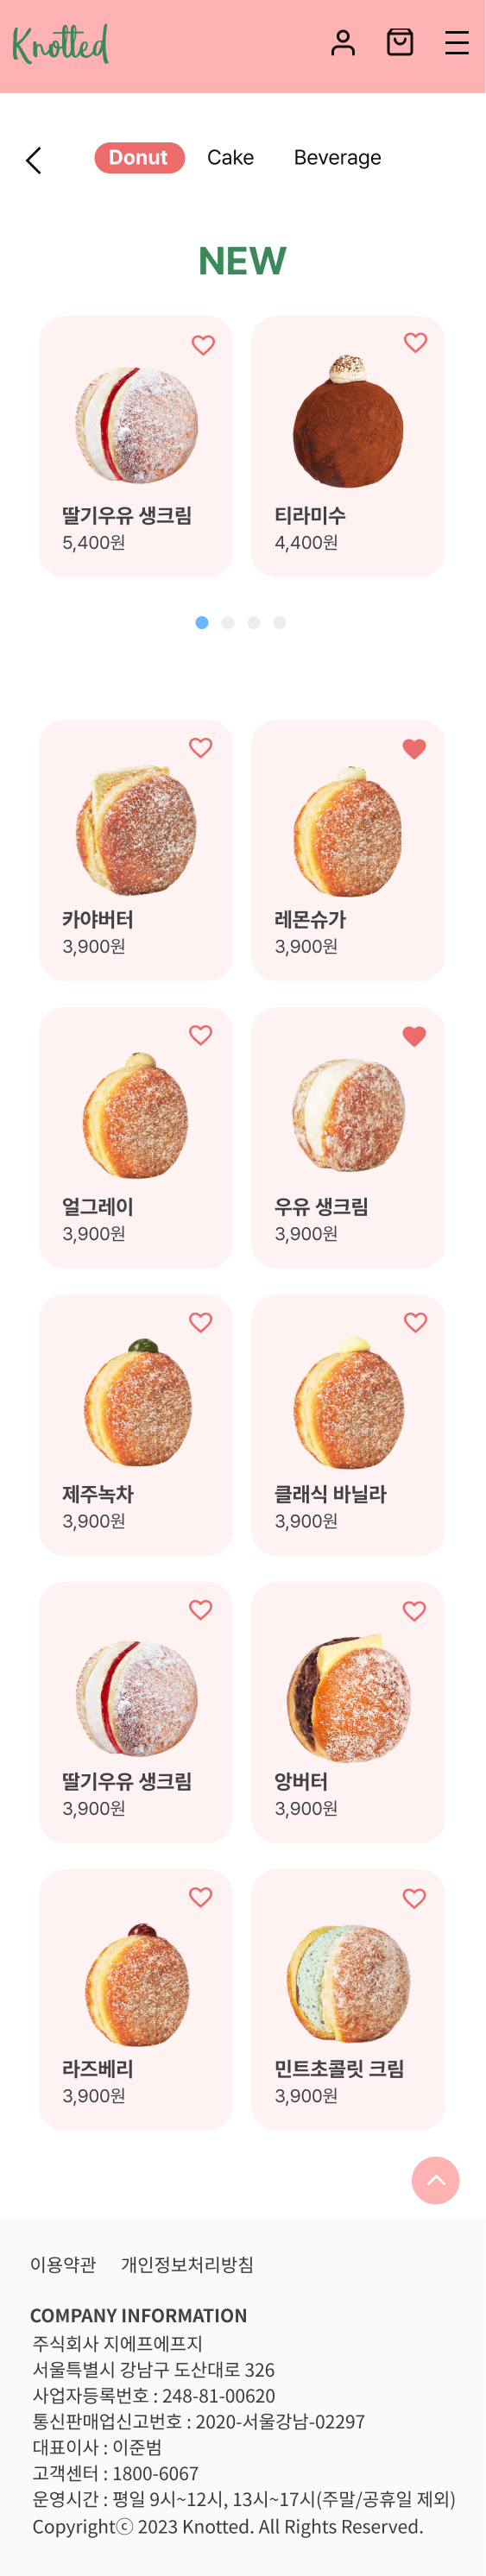 Knotted
Donut Cake Beverage
NEW
딸기우유 생크림 티라미수
5,400원 4,400원
카야버터 레몬슈가
3,900원 3,900원
얼그레이 우유 생크림
3,900원 3,900원
제주녹차 클래식 바닐라
3,900원 3,900원
딸기우유 생크림 앙버터
3,900원 3,900원
라즈베리 민트초콜릿 크림
3,900원 3,900원
이용약관 개인정보처리방침
COMPANY INFORMATION
주식회사 지에프에프지
서울특별시 강남구 도산대로 326
사업자등록번호 : 248-81-00620
통신판매업신고번호 : 2020-서울강남-02297
대표이사 : 이준범
고객센터 : 1800-6067
운영시간 : 평일 9시~12시, 13시~17시(주말/공휴일 제외)
Copyrightⓒ 2023 Knotted. All Rights Reserved.